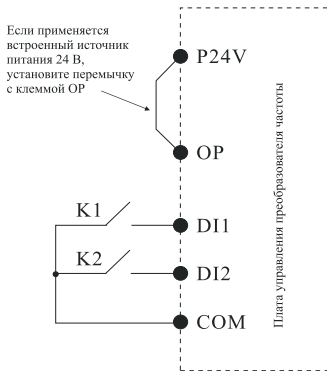 Если применяется
встроенный источник
питания 24 В,
установите перемычку
с клеммой ОР
P24V
OP
K1
DI1
K2
DI2
COM
Плата управления преобразователя частоты